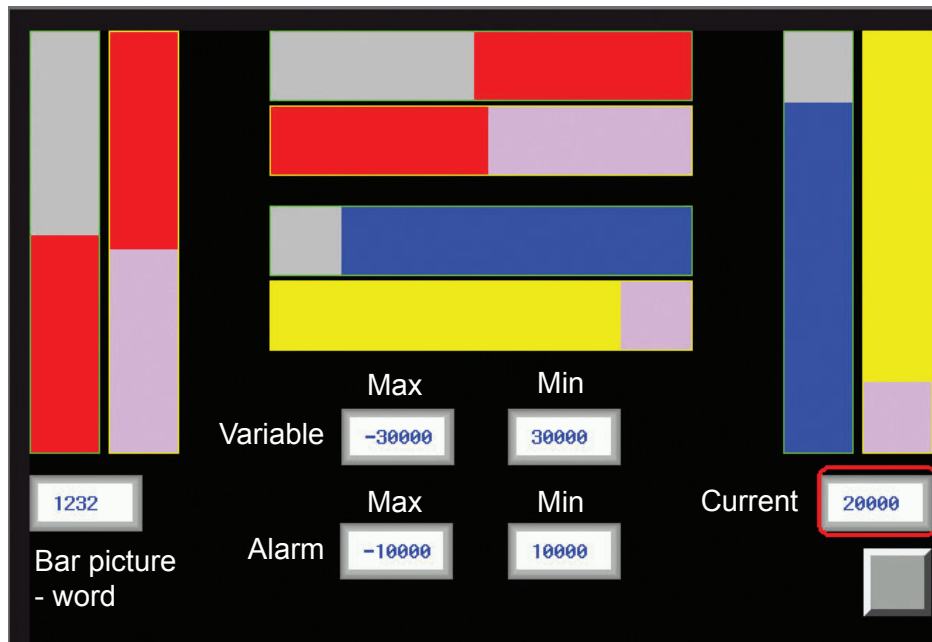 Max Min
Variable -30000 30000
1232
Max Min
Current 20000
Alarm -10000 10000
Bar picture
- word